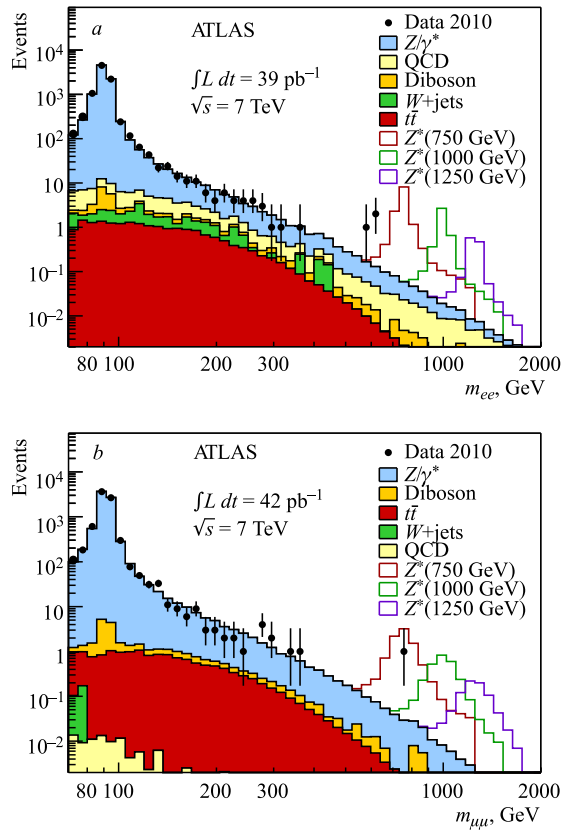 a
ATLAS
∫L dt = 39 pb⁻¹
√s = 7 TeV
Data 2010
Z/γ*
QCD
Diboson
W+jets
tt̄
Z*(750 GeV)
Z*(1000 GeV)
Z*(1250 GeV)
Events
10⁴
10³
10²
10
1
10⁻¹
10⁻²
80 100 200 300 1000 2000
m_ee, GeV
b
ATLAS
∫L dt = 42 pb⁻¹
√s = 7 TeV
Data 2010
Z/γ*
Diboson
tt̄
W+jets
QCD
Z*(750 GeV)
Z*(1000 GeV)
Z*(1250 GeV)
Events
10⁴
10³
10²
10
1
10⁻¹
10⁻²
80 100 200 300 1000 2000
m_μμ, GeV